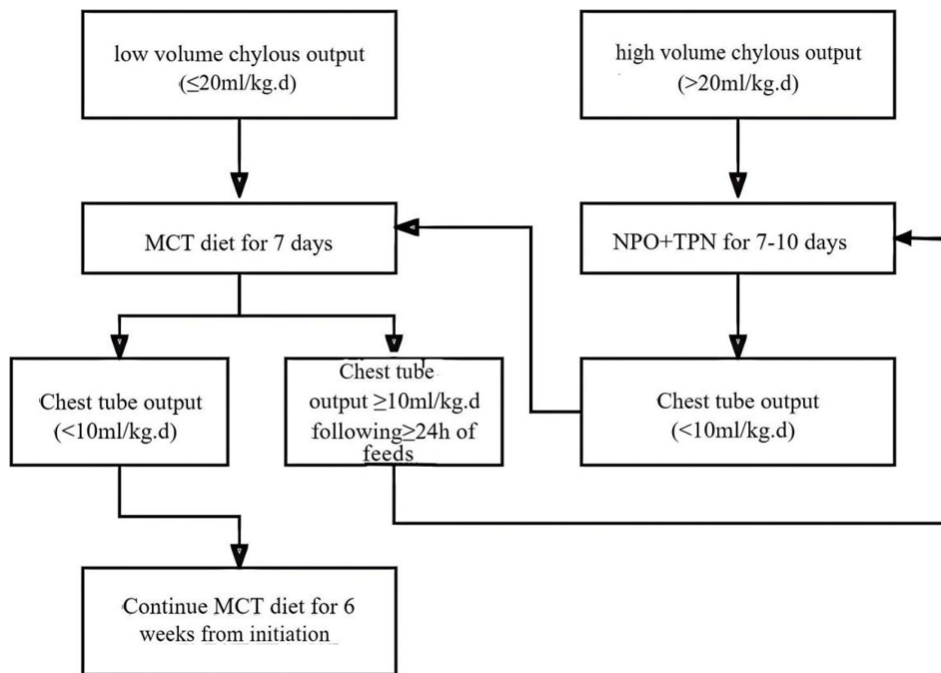 low volume chylous output
(≤20ml/kg.d)
high volume chylous output
(>20ml/kg.d)
MCT diet for 7 days
NPO+TPN for 7-10 days
Chest tube output
(<10ml/kg.d)
Chest tube
output ≥10ml/kg.d
following≥24h of
feeds
Chest tube output
(<10ml/kg.d)
Continue MCT diet for 6
weeks from initiation